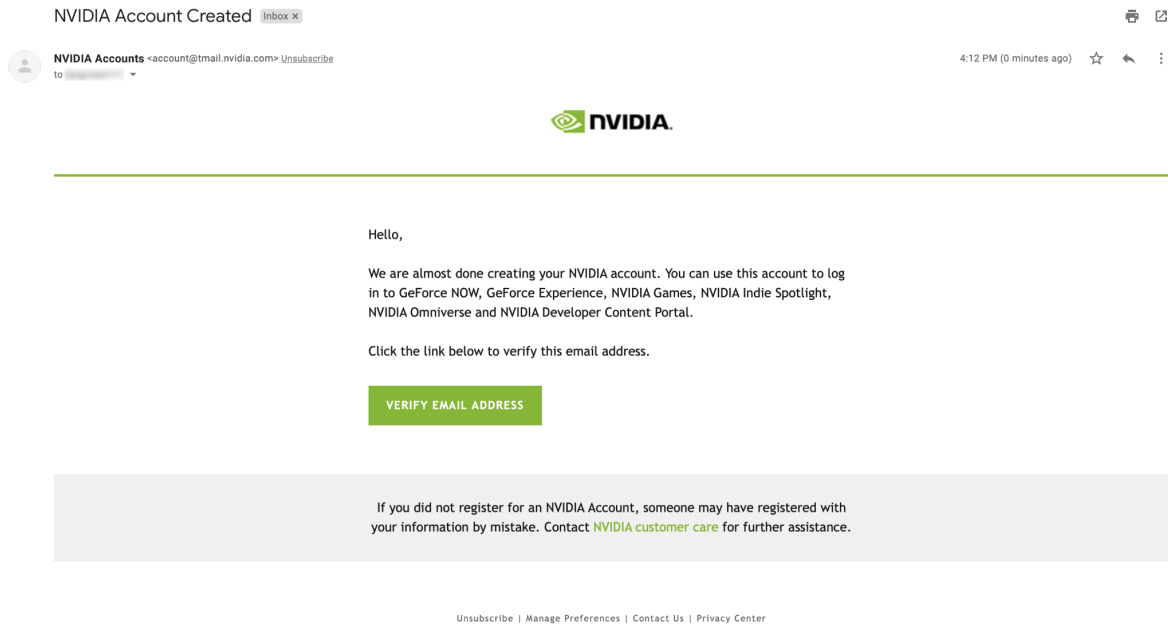 NVIDIA Account Created Inbox ×
NVIDIA Accounts <account@tmail.nvidia.com> Unsubscribe 4:12 PM (0 minutes ago)
to
NVIDIA.
Hello,
We are almost done creating your NVIDIA account. You can use this account to log
in to GeForce NOW, GeForce Experience, NVIDIA Games, NVIDIA Indie Spotlight,
NVIDIA Omniverse and NVIDIA Developer Content Portal.
Click the link below to verify this email address.
VERIFY EMAIL ADDRESS
If you did not register for an NVIDIA Account, someone may have registered with
your information by mistake. Contact NVIDIA customer care for further assistance.
Unsubscribe | Manage Preferences | Contact Us | Privacy Center